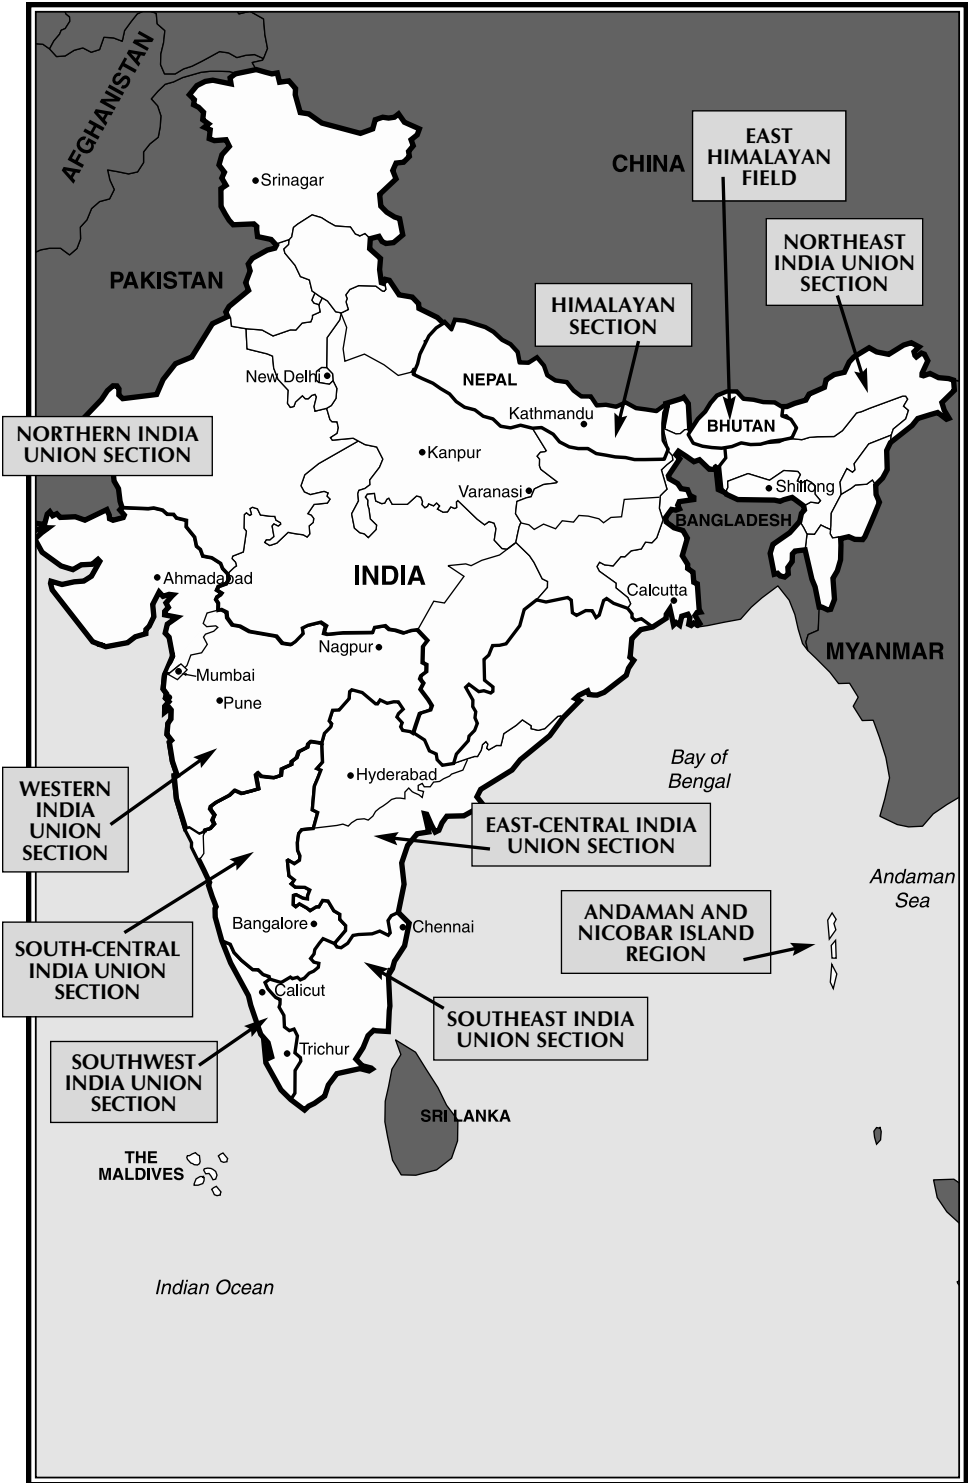 AFGHANISTAN
CHINA
EAST
HIMALAYAN
FIELD
Srinagar
NORTHEAST
INDIA UNION
SECTION
PAKISTAN
HIMALAYAN
SECTION
New Delhi
NEPAL
Kathmandu
BHUTAN
NORTHERN INDIA
UNION SECTION
Kanpur
Varanasi
Shillong
BANGLADESH
INDIA
Ahmadabad
Calcutta
Nagpur
MYANMAR
Mumbai
Pune
Bay of
Bengal
Hyderabad
WESTERN
INDIA
UNION
SECTION
EAST-CENTRAL INDIA
UNION SECTION
Andaman
Sea
ANDAMAN AND
NICOBAR ISLAND
REGION
Bangalore
Chennai
SOUTH-CENTRAL
INDIA UNION
SECTION
Calicut
SOUTHEAST INDIA
UNION SECTION
Trichur
SOUTHWEST
INDIA UNION
SECTION
SRI LANKA
THE
MALDIVES
Indian Ocean